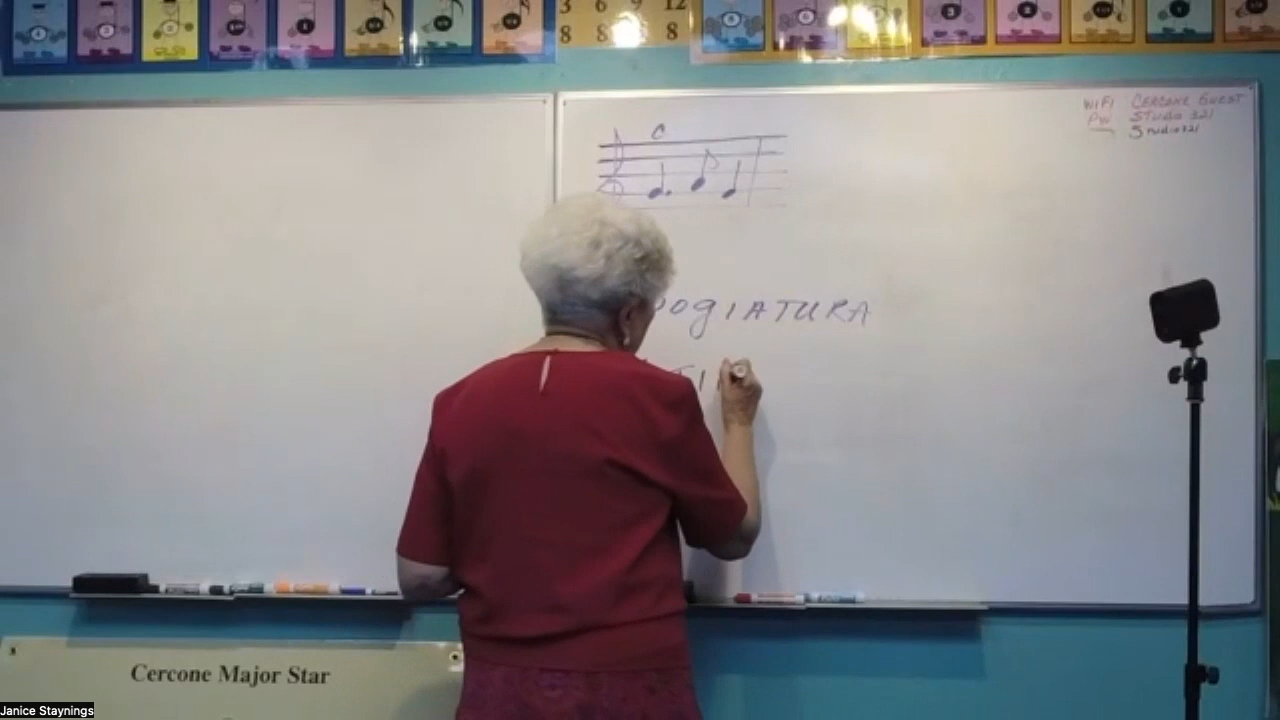 3 6 9 12
8 8 8 8
WIFI CERCONE GUEST
PW STUDIO 321
Studio321
C
OGIATURA
TI
Cercone Major Star
Janice Staynings